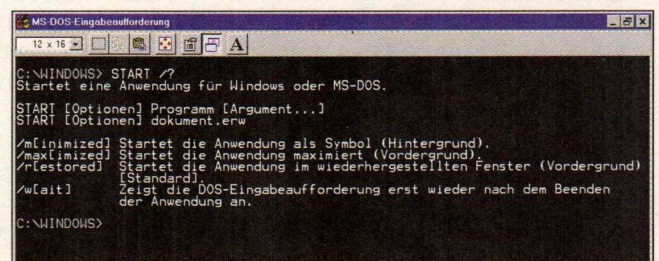 MS-DOS-Eingabeaufforderung
12 x 16
A
C:\WINDOWS> START /?
Startet eine Anwendung für Windows oder MS-DOS.
START [Optionen] Programm [Argument...]
START [Optionen] dokument.erw
/m[inimized] Startet die Anwendung als Symbol (Hintergrund).
/max[imized] Startet die Anwendung maximiert (Vordergrund).
/r[estored] Startet die Anwendung im wiederhergestellten Fenster (Vordergrund)
[Standard].
/w[ait] Zeigt die DOS-Eingabeaufforderung erst wieder nach dem Beenden
der Anwendung an.
C:\WINDOWS>